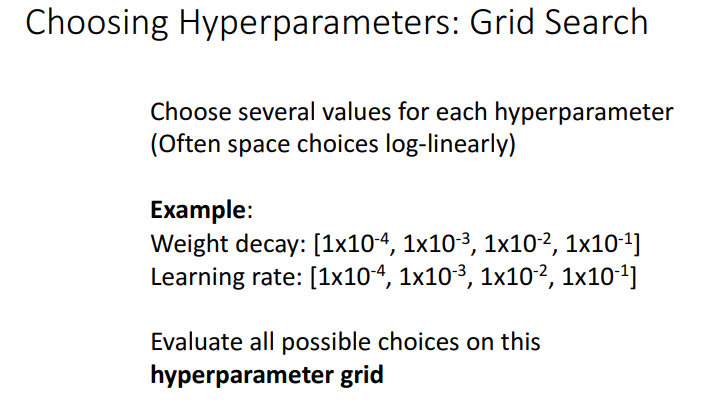 Choosing Hyperparameters: Grid Search
Choose several values for each hyperparameter
(Often space choices log-linearly)
Example:
Weight decay: [1x10⁻⁴, 1x10⁻³, 1x10⁻², 1x10⁻¹]
Learning rate: [1x10⁻⁴, 1x10⁻³, 1x10⁻², 1x10⁻¹]
Evaluate all possible choices on this
hyperparameter grid